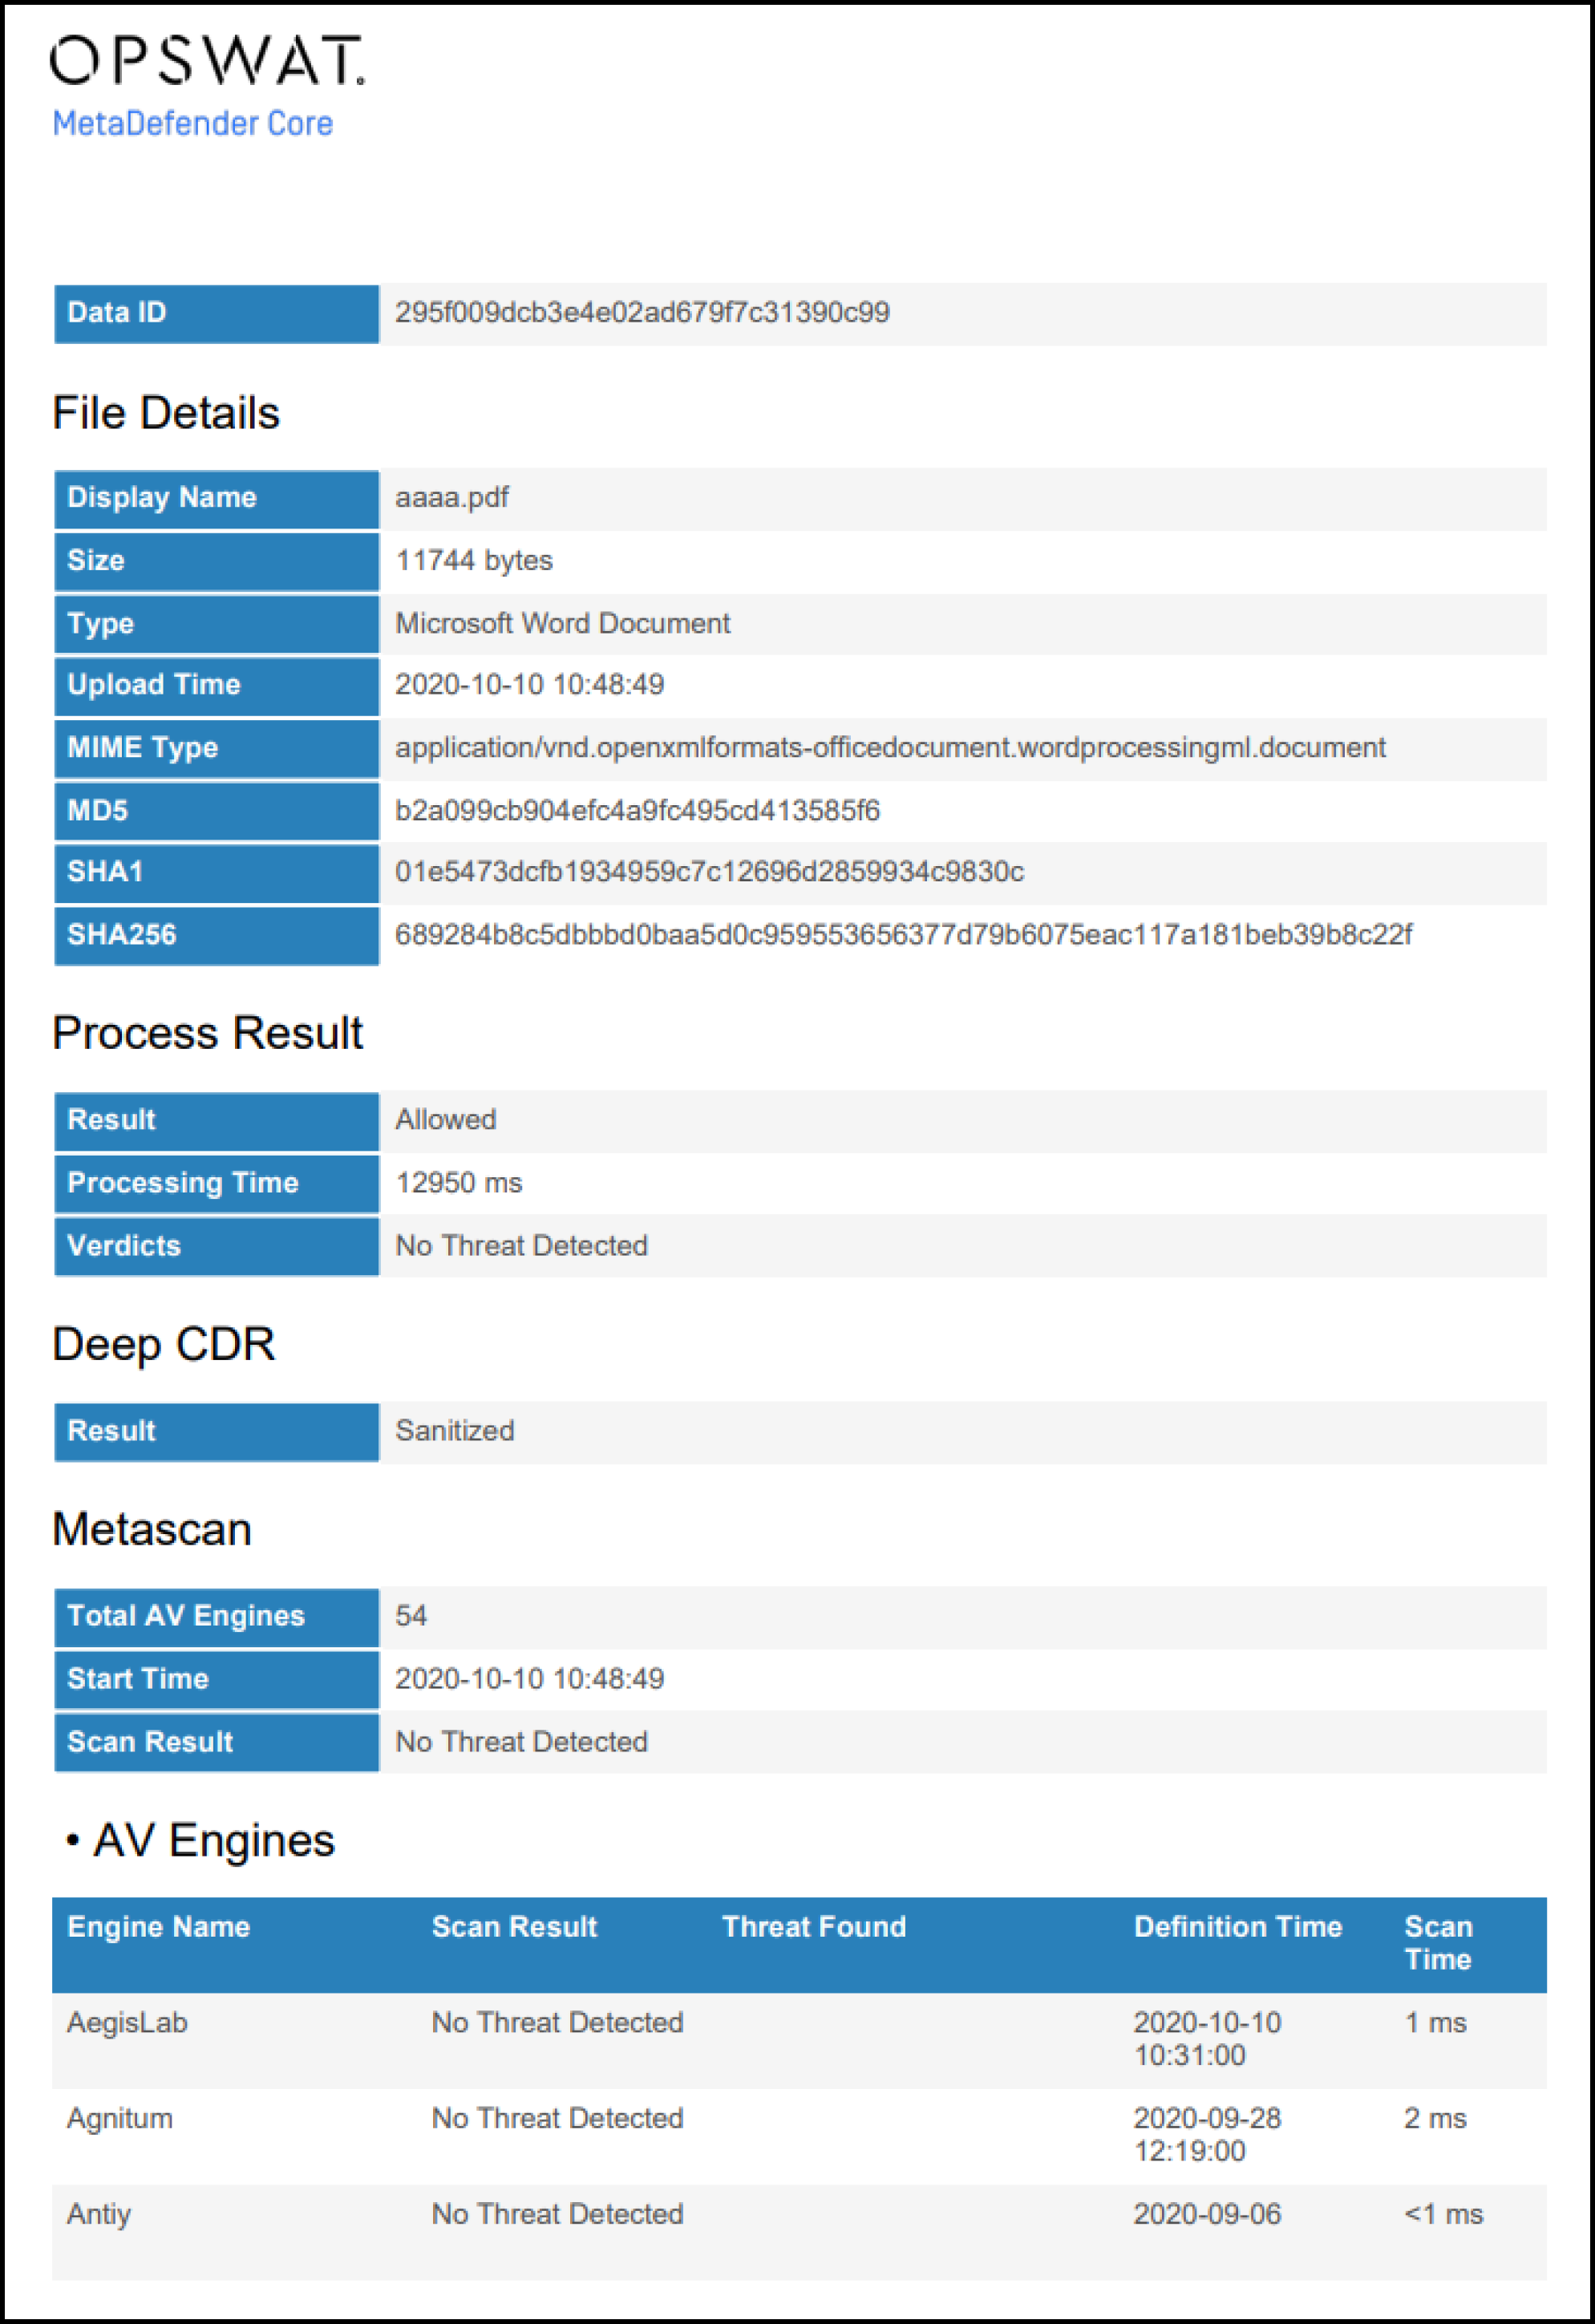 OPSWAT.
MetaDefender Core
Data ID 295f009dcb3e4e02ad679f7c31390c99
File Details
Display Name aaaa.pdf
Size 11744 bytes
Type Microsoft Word Document
Upload Time 2020-10-10 10:48:49
MIME Type application/vnd.openxmlformats-officedocument.wordprocessingml.document
MD5 b2a099cb904efc4a9fc495cd413585f6
SHA1 01e5473dcfb1934959c7c12696d2859934c9830c
SHA256 689284b8c5dbbbd0baa5d0c959553656377d79b6075eac117a181beb39b8c22f
Process Result
Result Allowed
Processing Time 12950 ms
Verdicts No Threat Detected
Deep CDR
Result Sanitized
Metascan
Total AV Engines 54
Start Time 2020-10-10 10:48:49
Scan Result No Threat Detected
• AV Engines
Engine Name Scan Result Threat Found Definition Time Scan
Time
AegisLab No Threat Detected 2020-10-10 1 ms
10:31:00
Agnitum No Threat Detected 2020-09-28 2 ms
12:19:00
Antiy No Threat Detected 2020-09-06 <1 ms